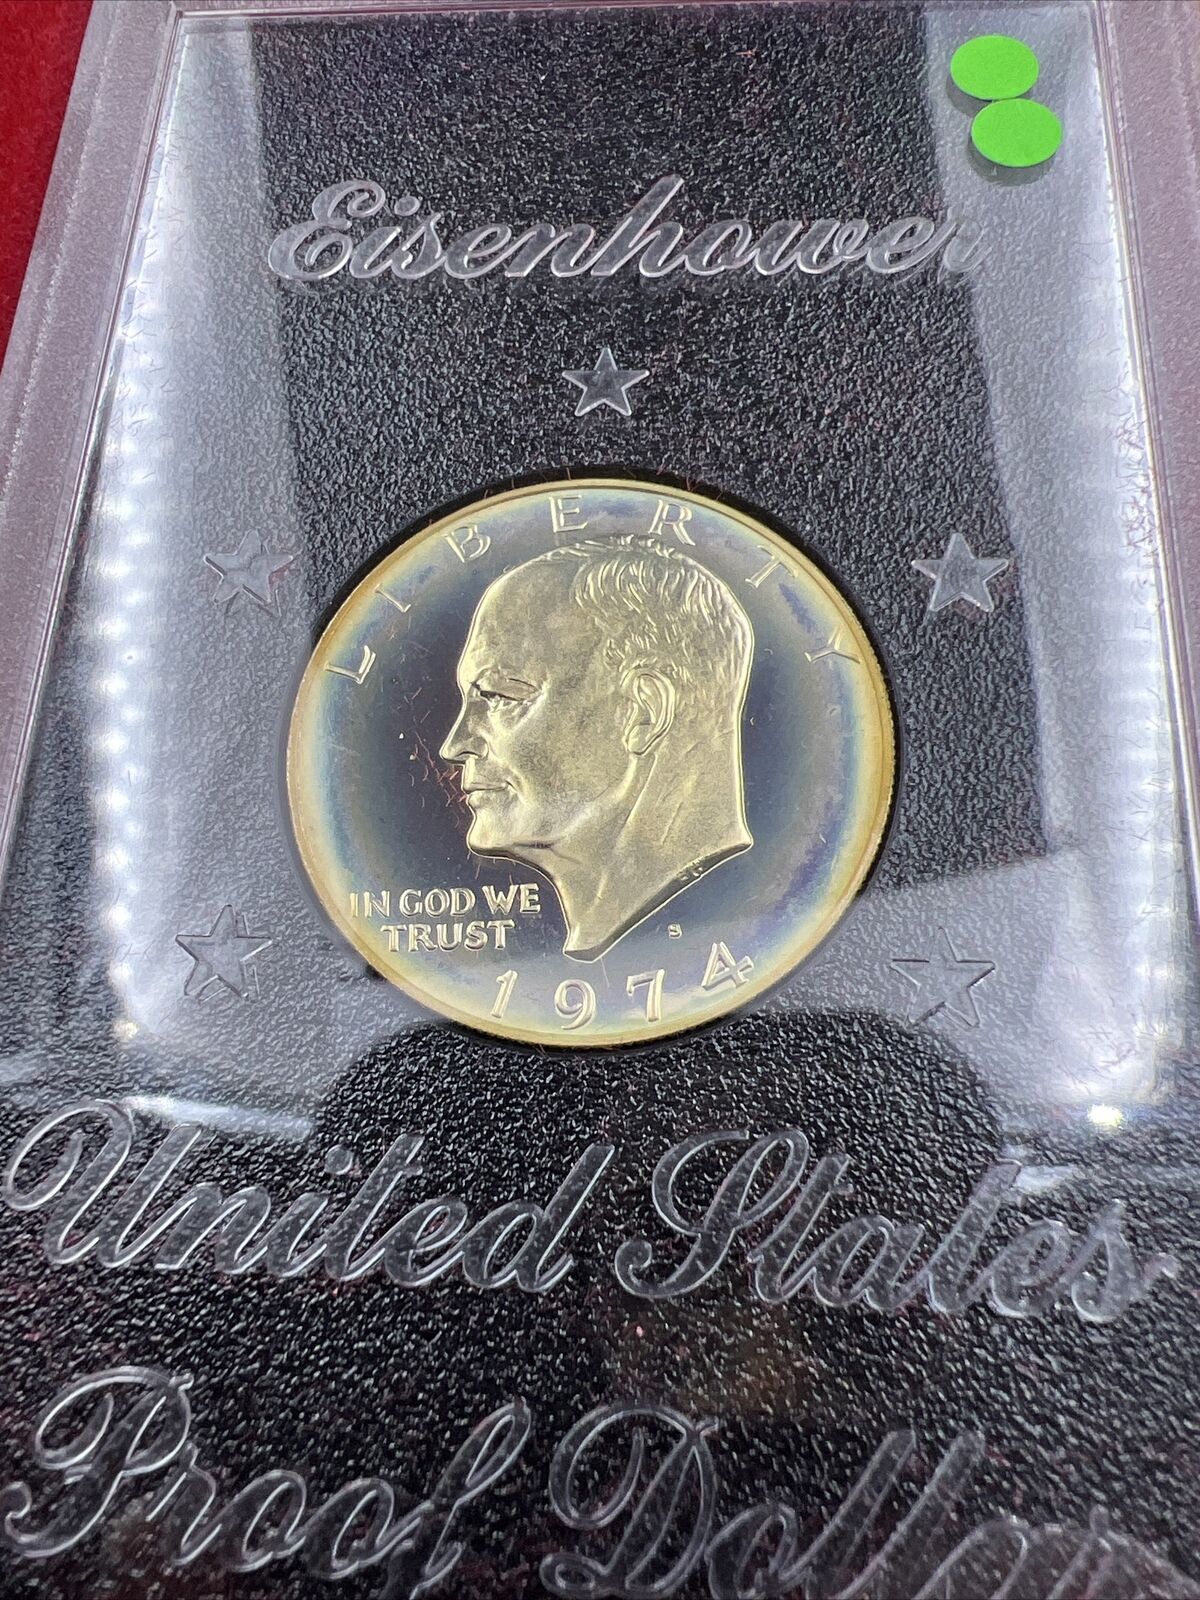 Eisenhower
LIBERTY
IN GOD WE
TRUST
S
1974
United States
Proof Dollar